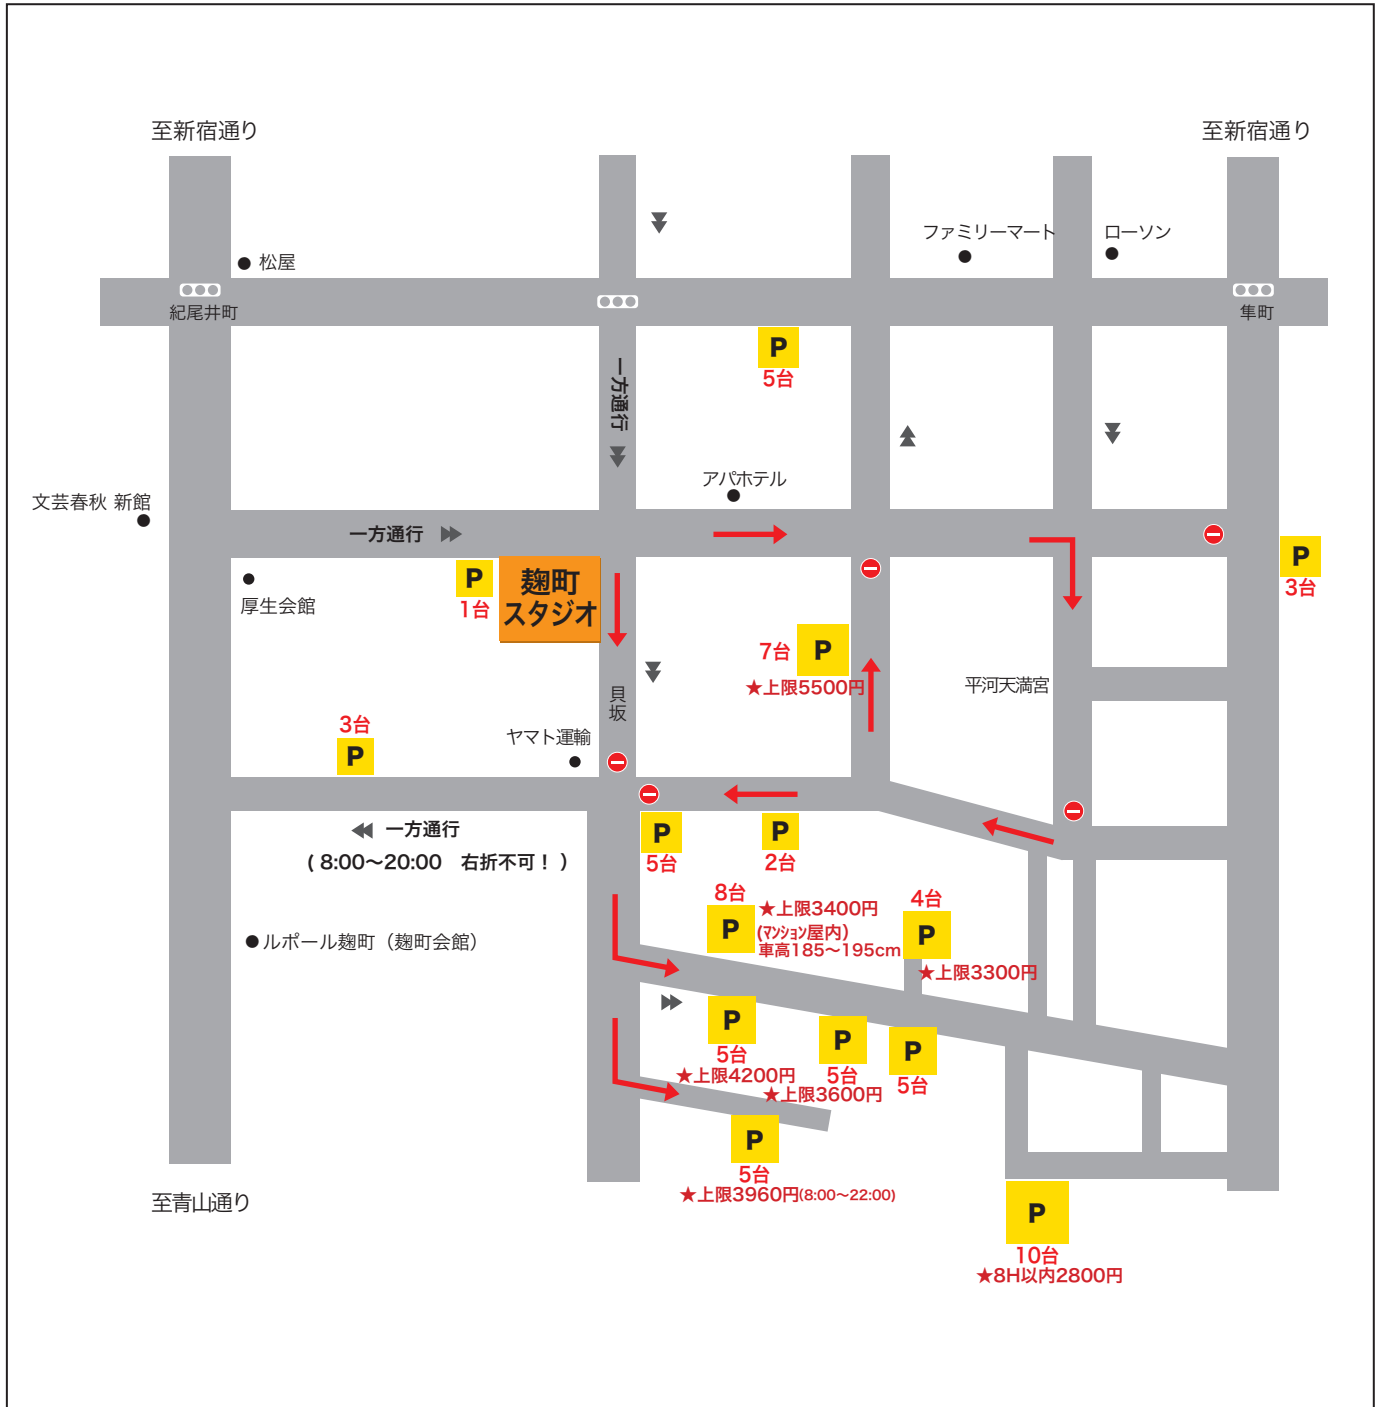 至新宿通り
至新宿通り
ファミリーマート
ローソン
松屋
紀尾井町
隼町
P
5台
一方通行
アパホテル
文芸春秋 新館
一方通行
P
3台
P
1台
麹町
スタジオ
厚生会館
7台
P
★上限5500円
平河天満宮
貝坂
3台
P
ヤマト運輸
一方通行
( 8:00〜20:00 右折不可！ )
P
5台
P
2台
8台
P
★上限3400円
(マンション屋内)
車高185〜195cm
4台
P
★上限3300円
ルポール麹町（麹町会館）
P
5台
★上限4200円
P
5台
★上限3600円
P
5台
P
5台
★上限3960円(8:00〜22:00)
至青山通り
P
10台
★8H以内2800円